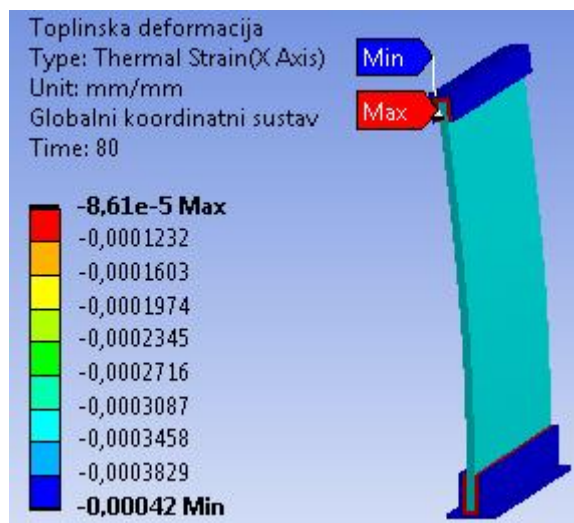 Toplinska deformacija
Type: Thermal Strain(X Axis)
Unit: mm/mm
Globalni koordinatni sustav
Time: 80
Min
Max
-8,61e-5 Max
-0,0001232
-0,0001603
-0,0001974
-0,0002345
-0,0002716
-0,0003087
-0,0003458
-0,0003829
-0,00042 Min